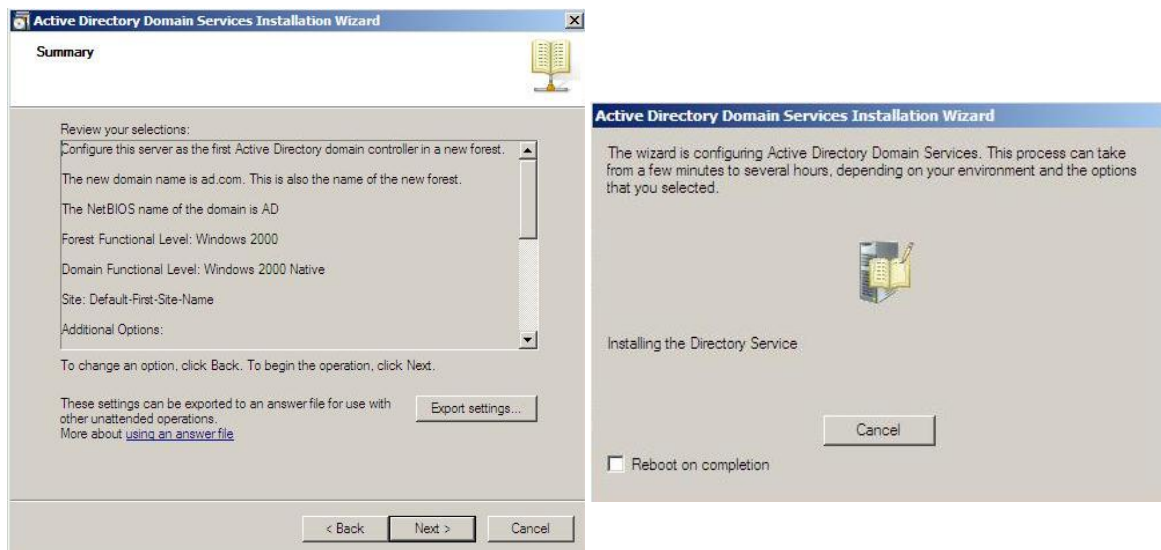 Active Directory Domain Services Installation Wizard
Summary
Review your selections:
Configure this server as the first Active Directory domain controller in a new forest.
The new domain name is ad.com. This is also the name of the new forest.
The NetBIOS name of the domain is AD
Forest Functional Level: Windows 2000
Domain Functional Level: Windows 2000 Native
Site: Default-First-Site-Name
Additional Options:
To change an option, click Back. To begin the operation, click Next.
These settings can be exported to an answer file for use with
other unattended operations.
More about using an answer file
Export settings...
< Back
Next >
Cancel
Active Directory Domain Services Installation Wizard
The wizard is configuring Active Directory Domain Services. This process can take
from a few minutes to several hours, depending on your environment and the options
that you selected.
Installing the Directory Service
Cancel
Reboot on completion